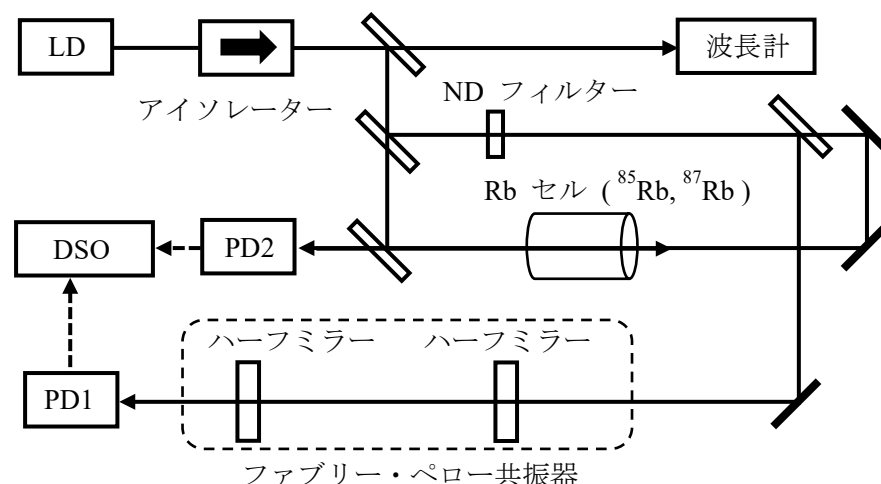 LD
波長計
アイソレーター
ND フィルター
Rb セル ( ⁸⁵Rb, ⁸⁷Rb )
DSO
PD2
ハーフミラー
ハーフミラー
PD1
ファブリー・ペロー共振器